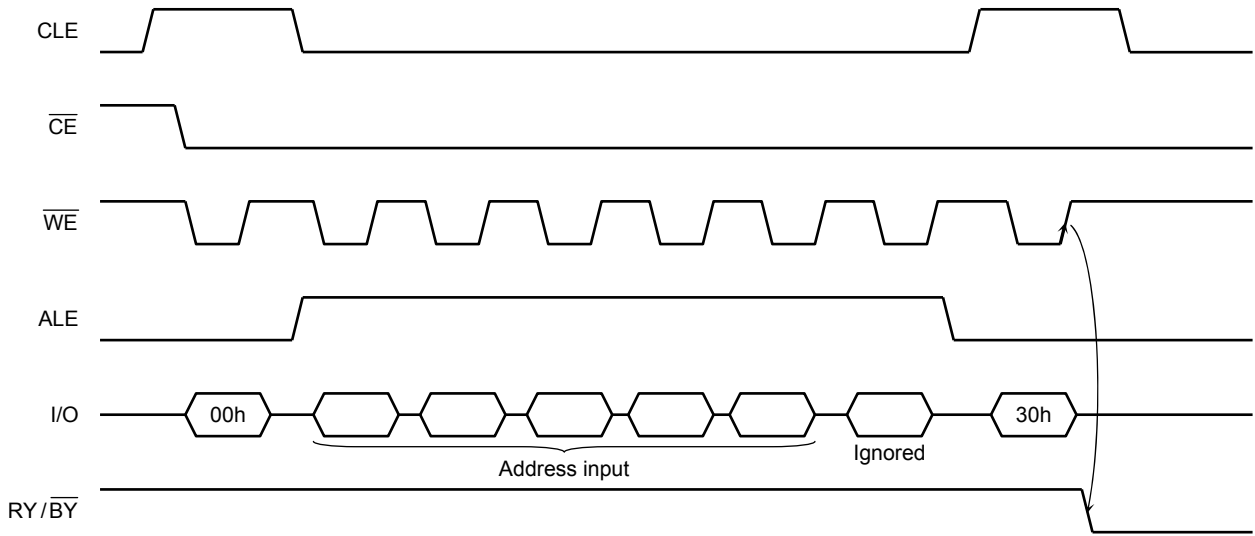 CLE
CE
WE
ALE
I/O
00h
30h
Address input
Ignored
RY/BY